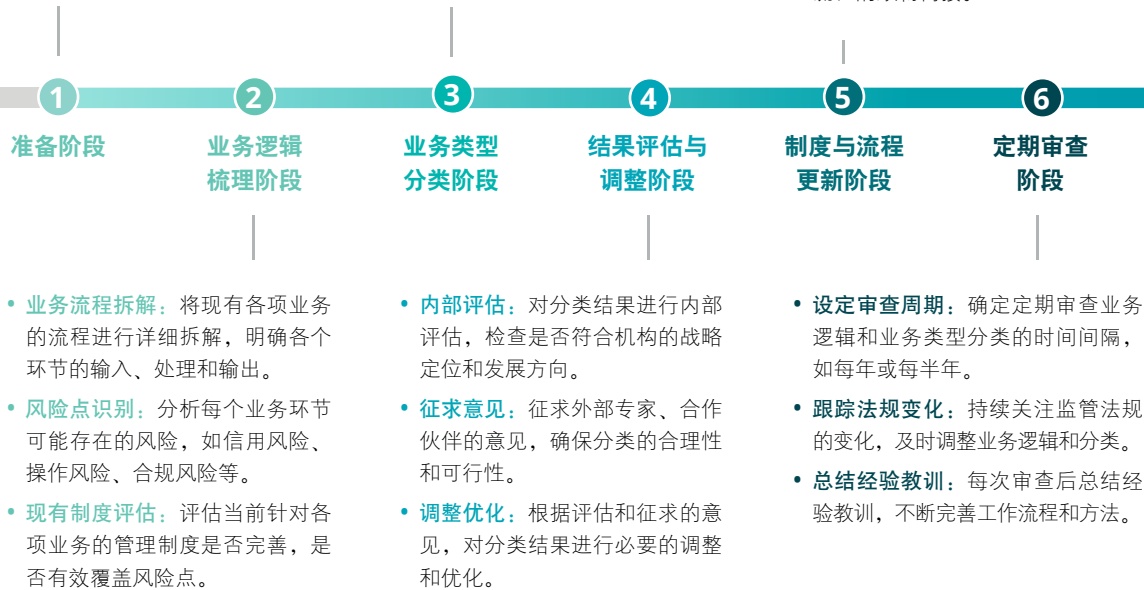 1
2
3
4
5
6
准备阶段
业务逻辑
梳理阶段
业务类型
分类阶段
结果评估与
调整阶段
制度与流程
更新阶段
定期审查
阶段
• 业务流程拆解：将现有各项业务
的流程进行详细拆解，明确各个
环节的输入、处理和输出。
• 风险点识别：分析每个业务环节
可能存在的风险，如信用风险、
操作风险、合规风险等。
• 现有制度评估：评估当前针对各
项业务的管理制度是否完善，是
否有效覆盖风险点。
• 内部评估：对分类结果进行内部
评估，检查是否符合机构的战略
定位和发展方向。
• 征求意见：征求外部专家、合作
伙伴的意见，确保分类的合理性
和可行性。
• 调整优化：根据评估和征求的意
见，对分类结果进行必要的调整
和优化。
• 设定审查周期：确定定期审查业务
逻辑和业务类型分类的时间间隔，
如每年或每半年。
• 跟踪法规变化：持续关注监管法规
的变化，及时调整业务逻辑和分类。
• 总结经验教训：每次审查后总结经
验教训，不断完善工作流程和方法。